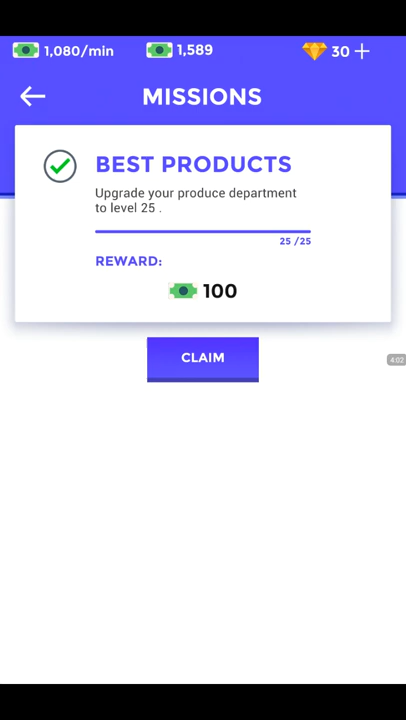 1,080/min 1,589 30
MISSIONS
BEST PRODUCTS
Upgrade your produce department
to level 25 .
25 /25
REWARD:
100
CLAIM
4:02